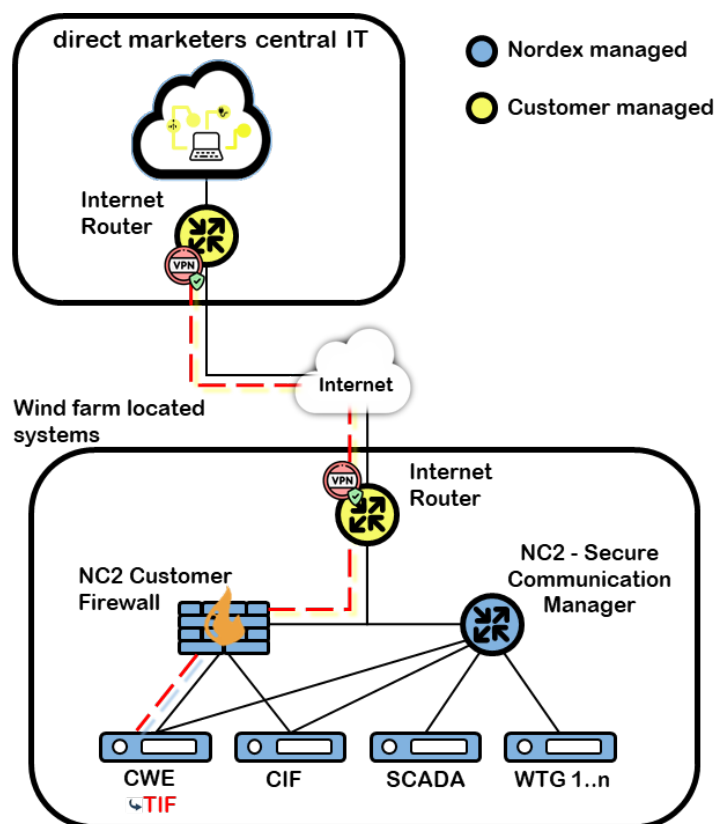 direct marketers central IT
Nordex managed
Customer managed
Internet
Router
VPN
Internet
Wind farm located
systems
VPN
Internet
Router
NC2 Customer
Firewall
NC2 - Secure
Communication
Manager
CWE
CIF
SCADA
WTG 1..n
TIF